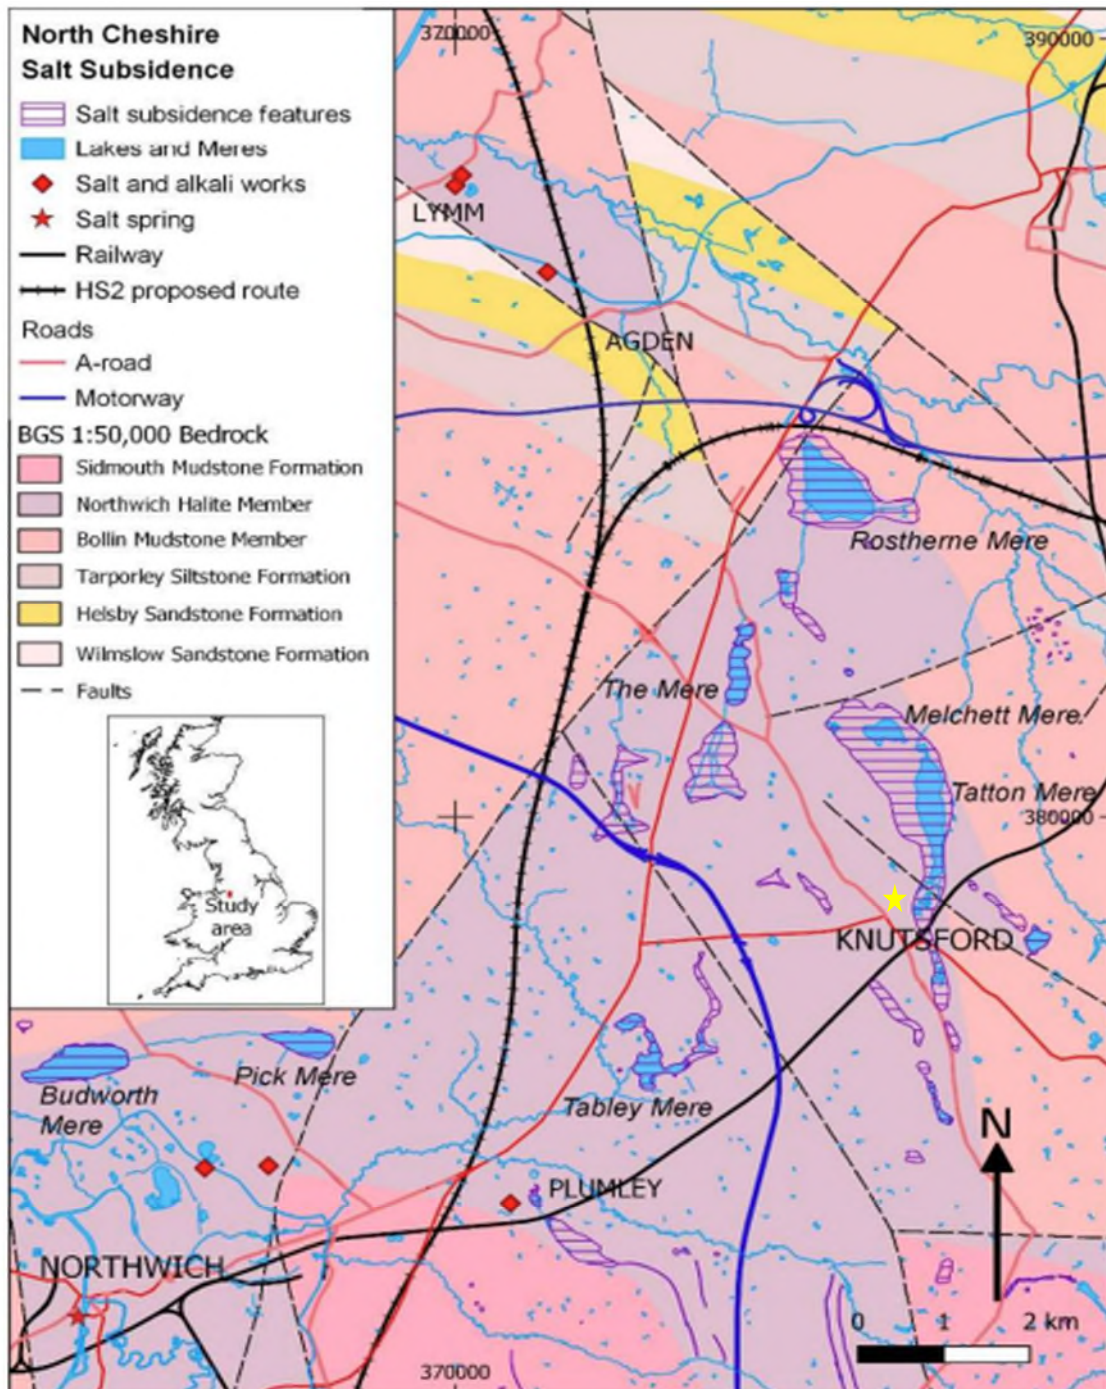 North Cheshire
Salt Subsidence
Salt subsidence features
Lakes and Meres
Salt and alkali works
Salt spring
Railway
HS2 proposed route
Roads
A-road
Motorway
BGS 1:50,000 Bedrock
Sidmouth Mudstone Formation
Northwich Halite Member
Bollin Mudstone Member
Tarporley Siltstone Formation
Helsby Sandstone Formation
Wilmslow Sandstone Formation
Faults
Study
area
370000
390000
LYMM
AGDEN
Rostherne Mere
The Mere
Melchett Mere
Tatton Mere
380000
KNUTSFORD
Tabley Mere
Pick Mere
Budworth
Mere
PLUMLEY
NORTHWICH
N
0 1 2 km
370000